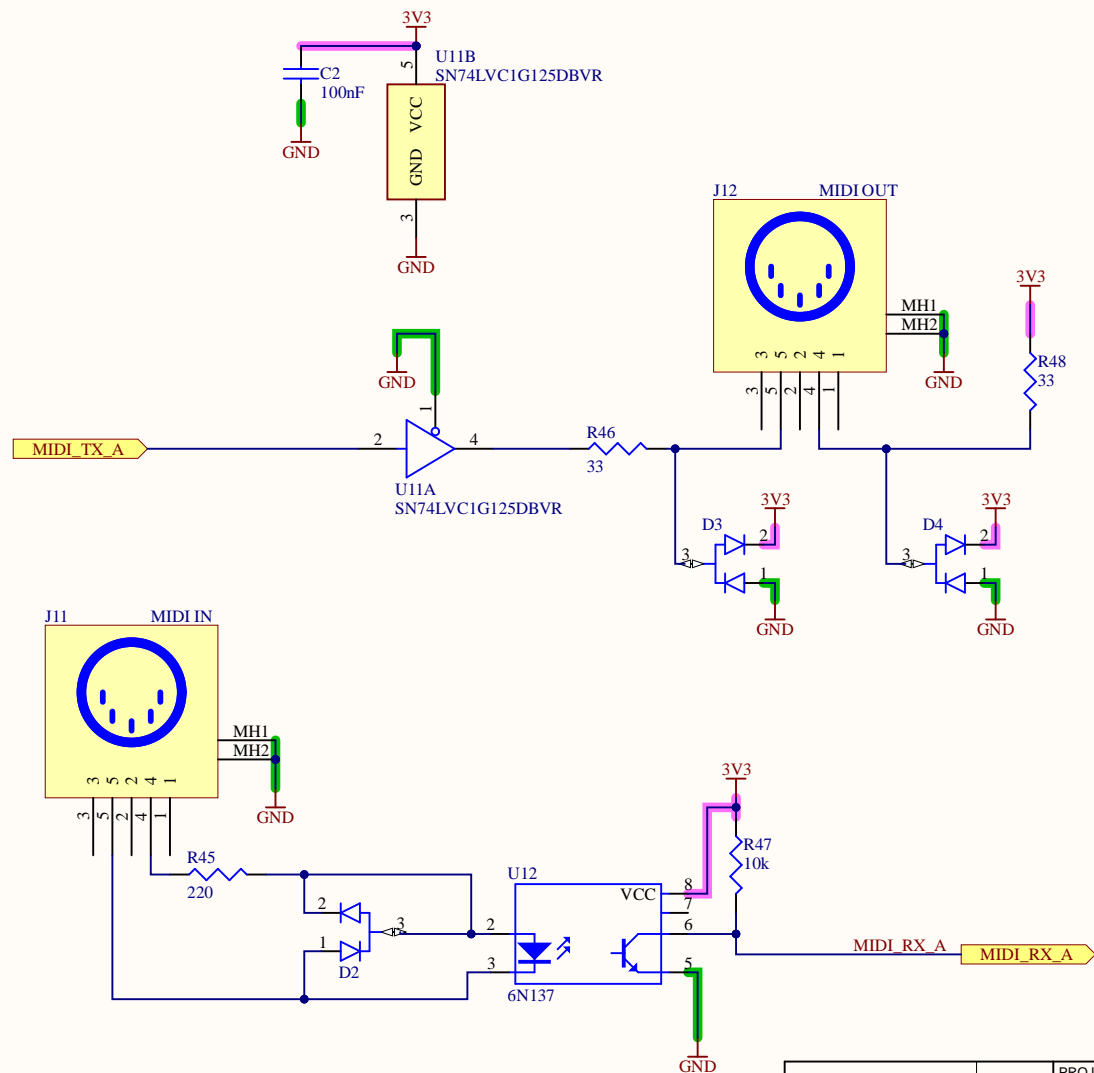 3V3
5
U11B
SN74LVC1G125DBVR
C2
100nF
VCC
GND
GND
3
GND
J12
MIDI OUT
3V3
MH1
MH2
GND
R48
33
3 5 2 4 1
3 5 2 4 1
GND
1
MIDI_TX_A
2
4
U11A
SN74LVC1G125DBVR
R46
33
3V3
D3
2
3
1
GND
3V3
D4
2
3
1
GND
J11
MIDI IN
MH1
MH2
GND
3 5 2 4 1
3 5 2 4 1
R45
220
2
3
1
D2
U12
VCC
2
3
8
7
6
5
6N137
3V3
R47
10k
MIDI_RX_A
MIDI_RX_A
GND
PROJ